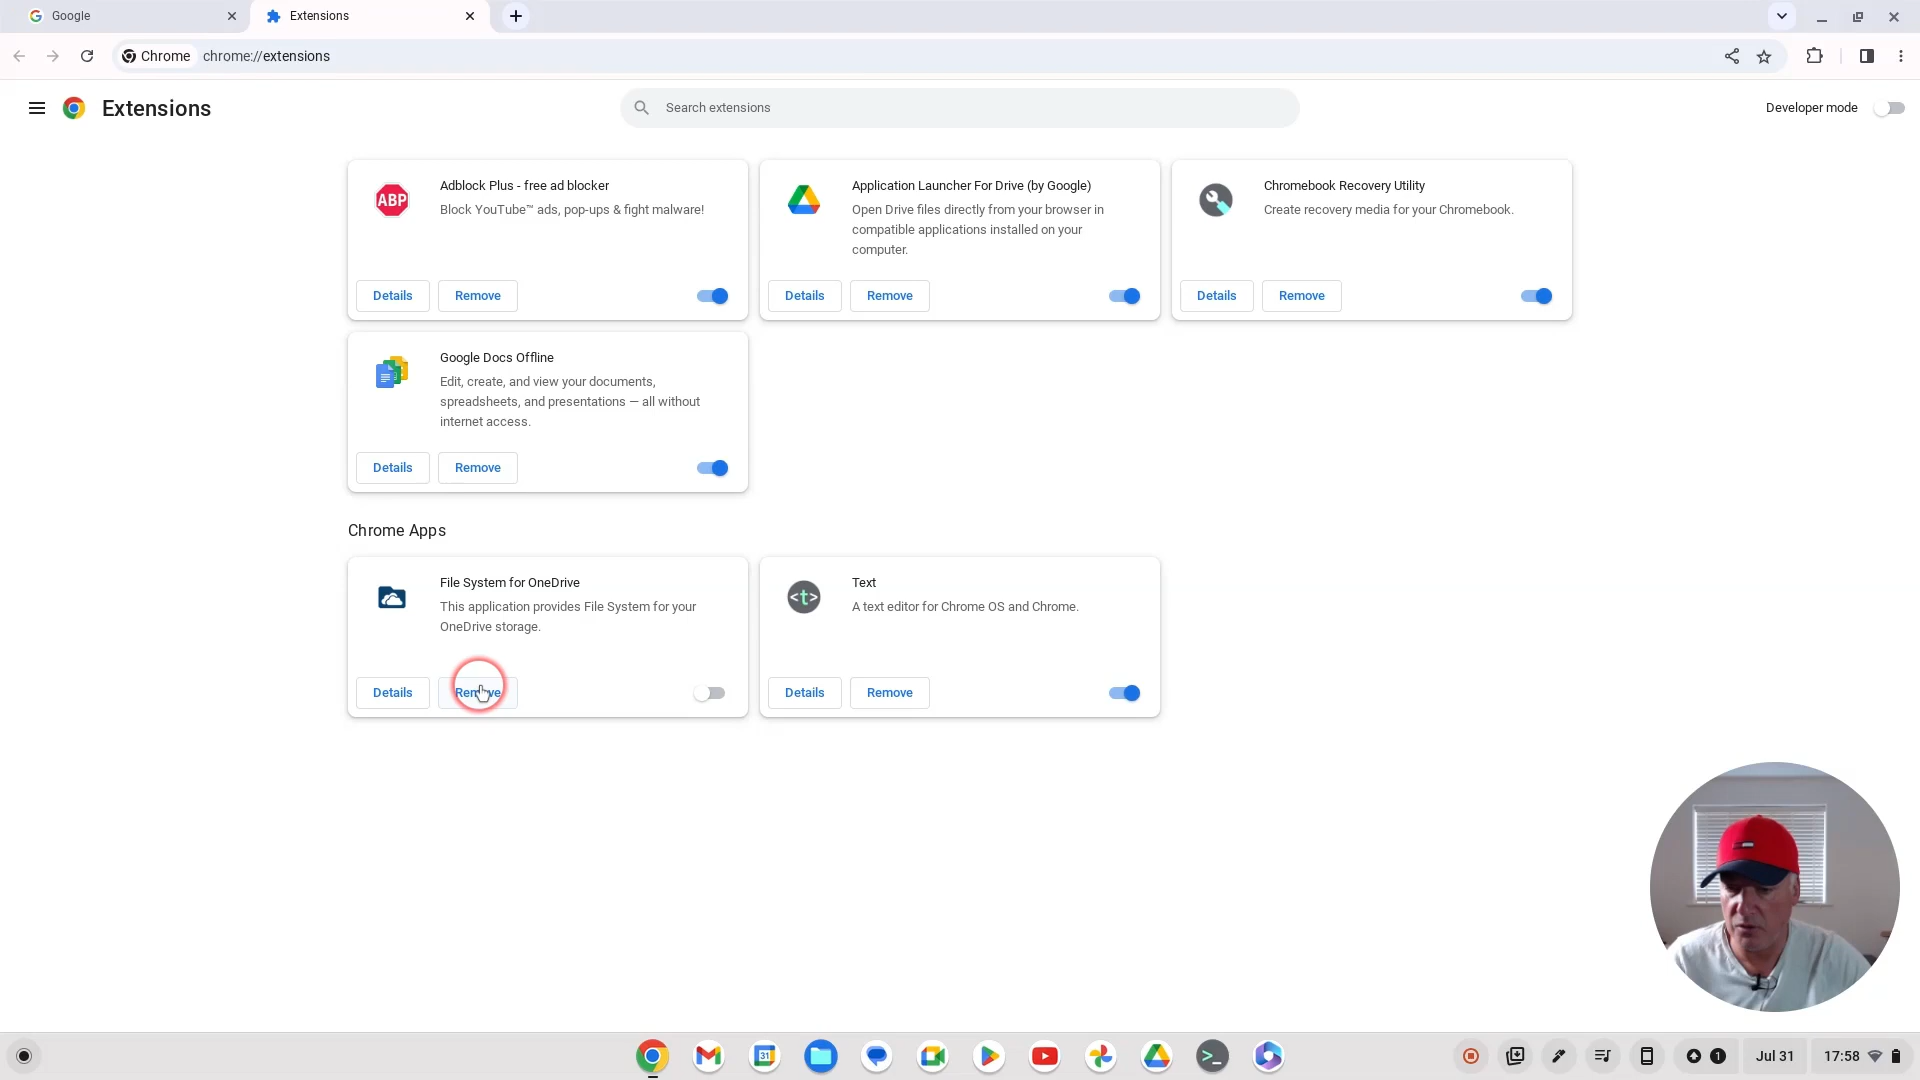 Google
Extensions
Chrome
chrome://extensions
Extensions
Search extensions
Developer mode
ABP
Adblock Plus - free ad blocker
Block YouTube™ ads, pop-ups & fight malware!
Details
Remove
Application Launcher For Drive (by Google)
Open Drive files directly from your browser in
compatible applications installed on your
computer.
Details
Remove
Chromebook Recovery Utility
Create recovery media for your Chromebook.
Details
Remove
Google Docs Offline
Edit, create, and view your documents,
spreadsheets, and presentations — all without
internet access.
Details
Remove
Chrome Apps
File System for OneDrive
This application provides File System for your
OneDrive storage.
Details
Remove
<t>
Text
A text editor for Chrome OS and Chrome.
Details
Remove
31
>_
1
Jul 31
17:58